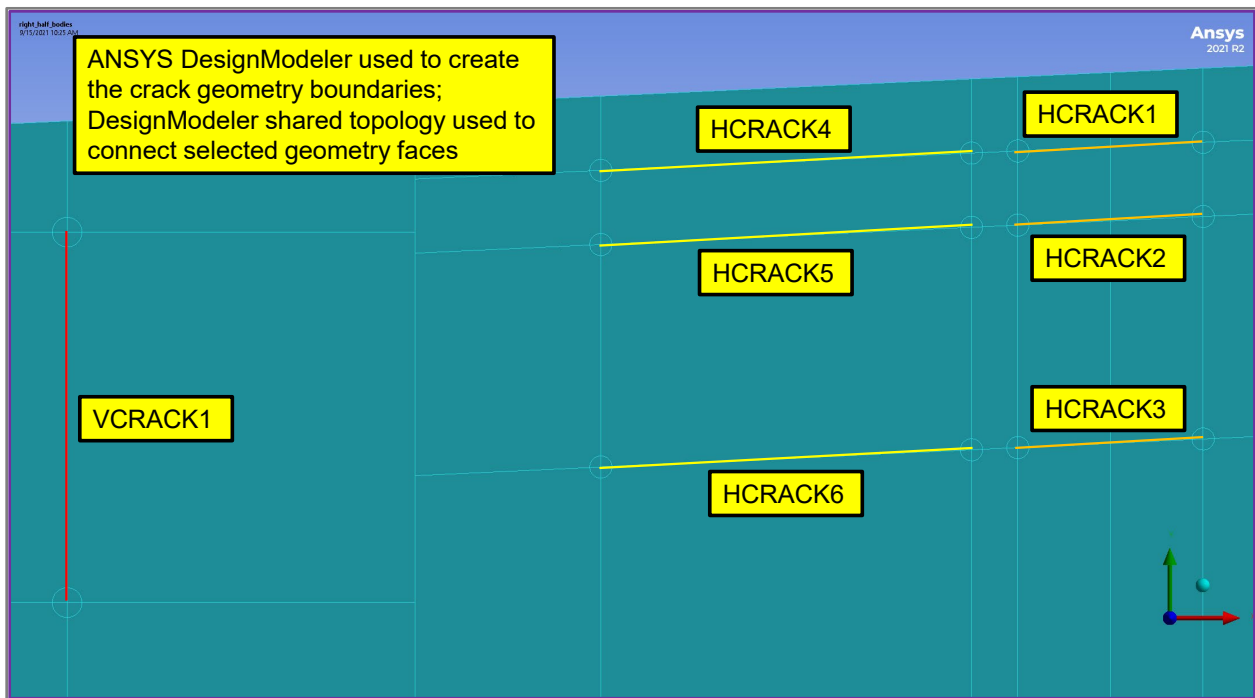 right_half_bodies
9/15/2021 10:25 AM
Ansys
2021 R2
ANSYS DesignModeler used to create
the crack geometry boundaries;
DesignModeler shared topology used to
connect selected geometry faces
HCRACK4
HCRACK1
HCRACK5
HCRACK2
VCRACK1
HCRACK3
HCRACK6